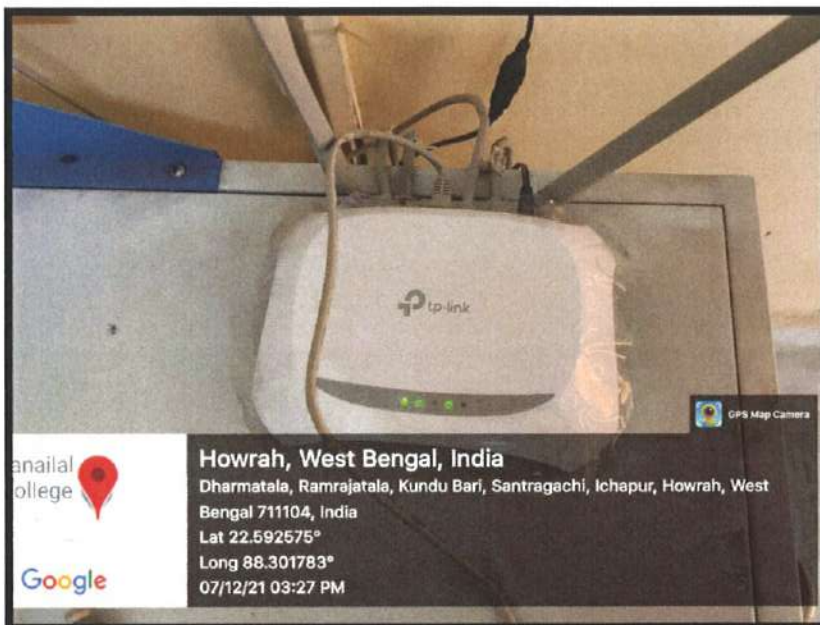 tp-link
GPS Map Camera
anailal
ollege
Google
Howrah, West Bengal, India
Dharmatala, Ramrajatala, Kundu Bari, Santragachi, Ichapur, Howrah, West
Bengal 711104, India
Lat 22.592575°
Long 88.301783°
07/12/21 03:27 PM